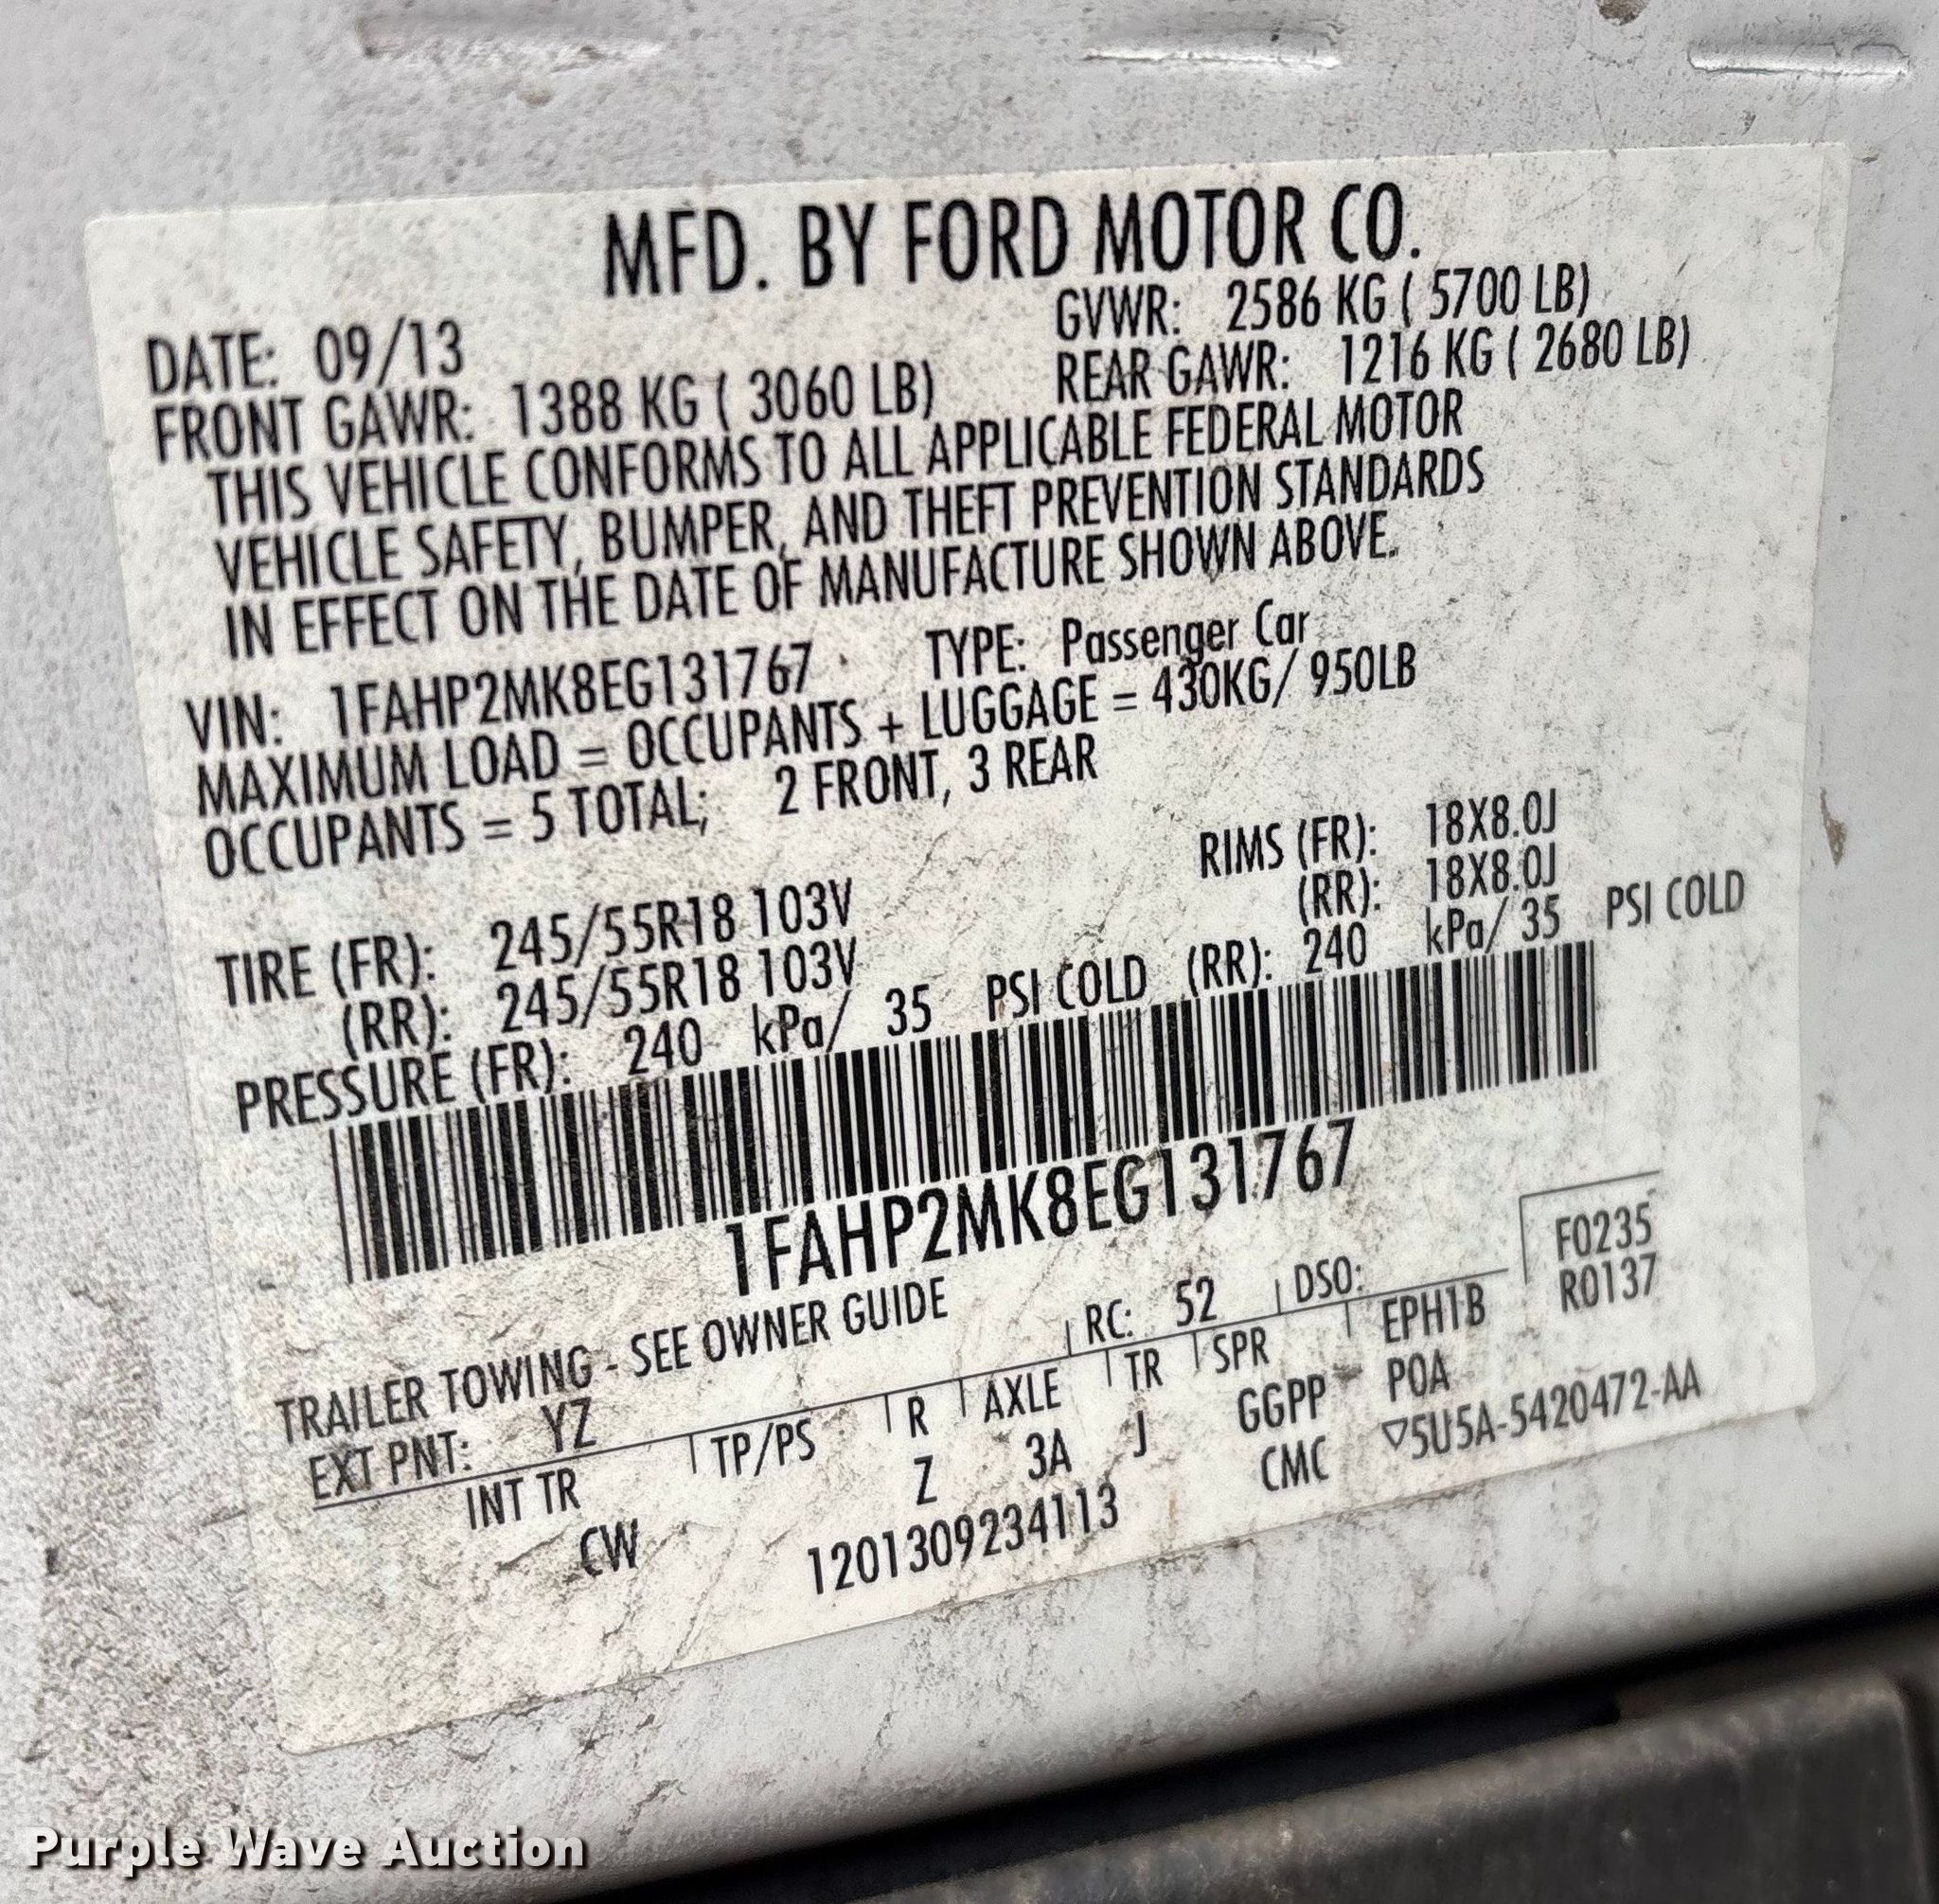 MFD. BY FORD MOTOR CO.
DATE: 09/13 GVWR: 2586 KG ( 5700 LB)
FRONT GAWR: 1388 KG ( 3060 LB) REAR GAWR: 1216 KG ( 2680 LB)
THIS VEHICLE CONFORMS TO ALL APPLICABLE FEDERAL MOTOR
VEHICLE SAFETY, BUMPER, AND THEFT PREVENTION STANDARDS
IN EFFECT ON THE DATE OF MANUFACTURE SHOWN ABOVE.
VIN: 1FAHP2MK8EG131767 TYPE: Passenger Car
MAXIMUM LOAD = OCCUPANTS + LUGGAGE = 430KG/ 950LB
OCCUPANTS = 5 TOTAL; 2 FRONT, 3 REAR
TIRE (FR): 245/55R18 103V RIMS (FR): 18X8.0J
(RR): 245/55R18 103V (RR): 18X8.0J
PRESSURE (FR): 240 kPa/ 35 PSI COLD (RR): 240 kPa/ 35 PSI COLD
1FAHP2MK8EG131767
F0235
TRAILER TOWING - SEE OWNER GUIDE RC: 52 DSO: R0137
EXT PNT: YZ
INT TR TP/PS R AXLE TR SPR EPH1B
CW Z 3A J GGPP POA
1201309234113 CMC ▽5U5A-5420472-AA
Purple Wave Auction